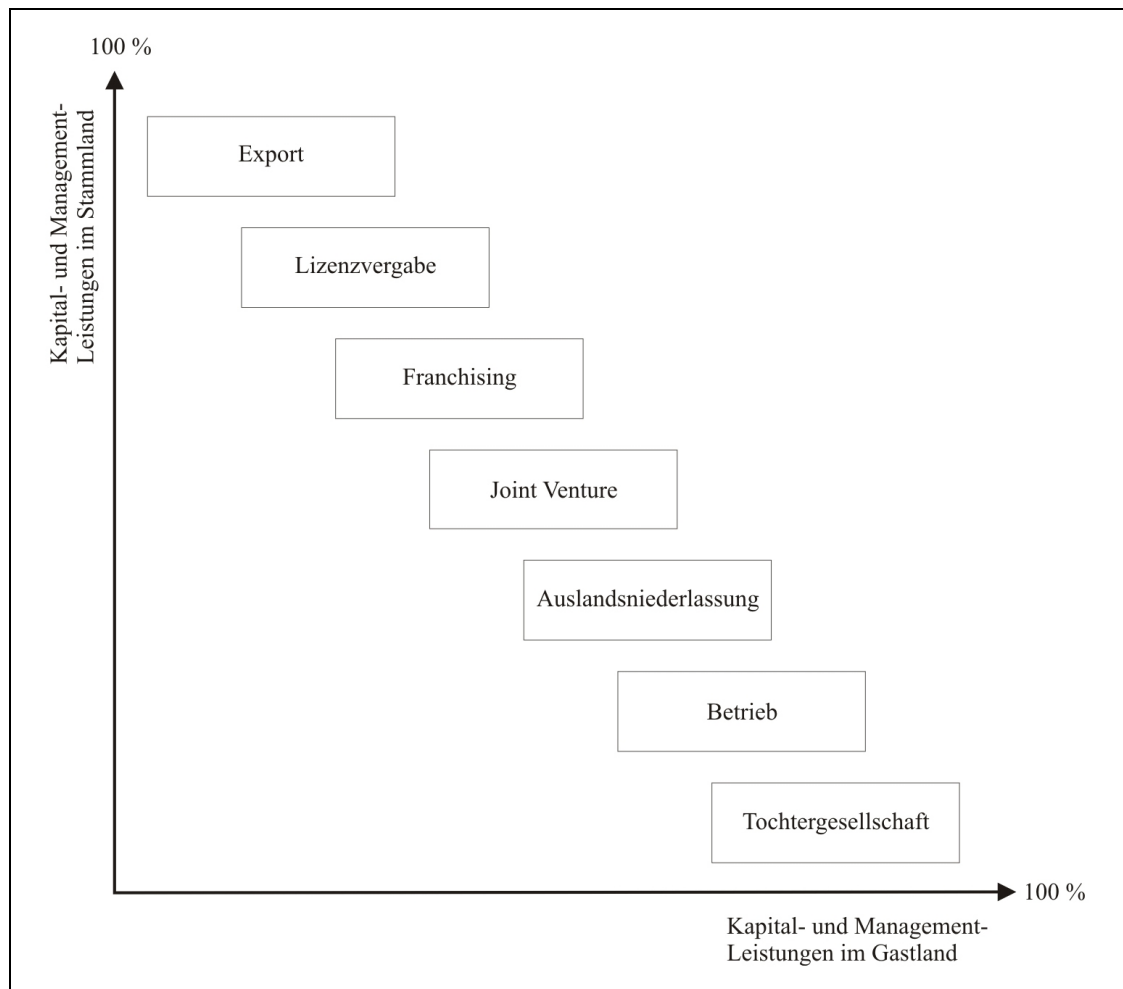 100 %
Kapital- und Management-
Leistungen im Stammland
Export
Lizenzvergabe
Franchising
Joint Venture
Auslandsniederlassung
Betrieb
Tochtergesellschaft
100 %
Kapital- und Management-
Leistungen im Gastland